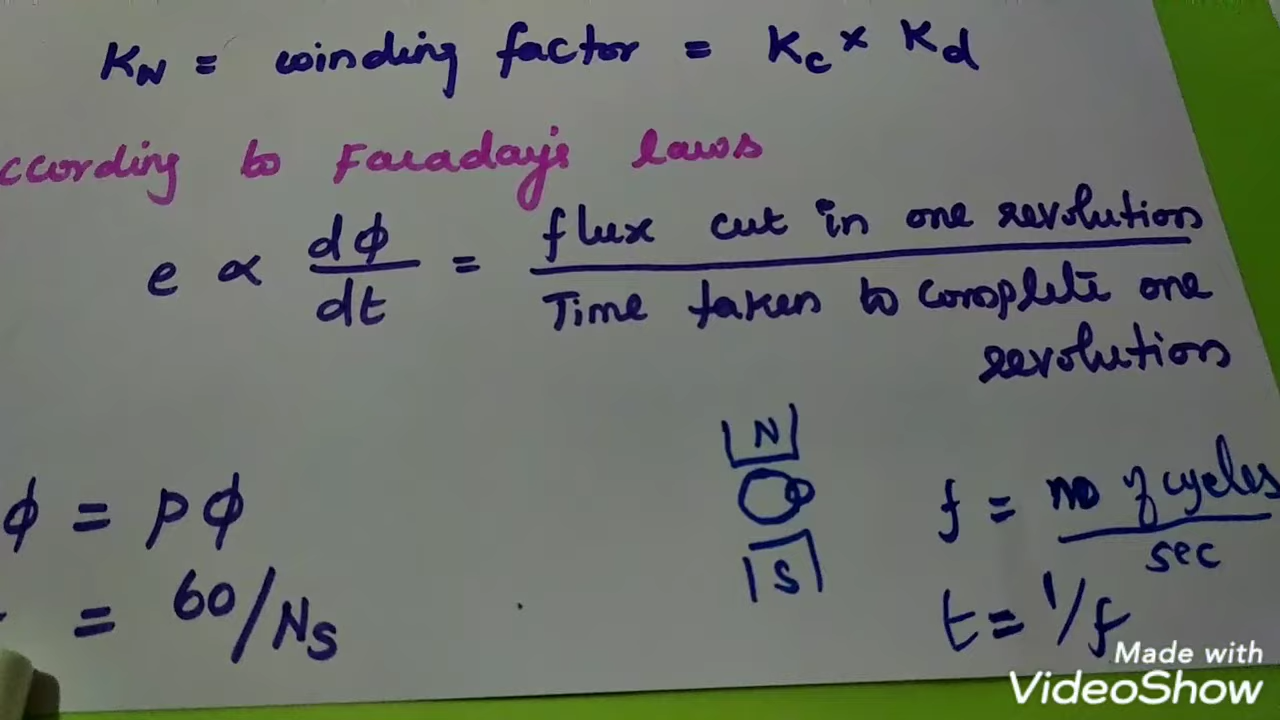 KN = winding factor = Kc × Kd
ccording to Faraday's laws
e ∝ dϕ/dt = flux cut in one revolution
Time taken to complete one
revolution
N
S
ϕ = Pϕ
= 60/NS
f = no of cycles/sec
t = 1/f
Made with
VideoShow